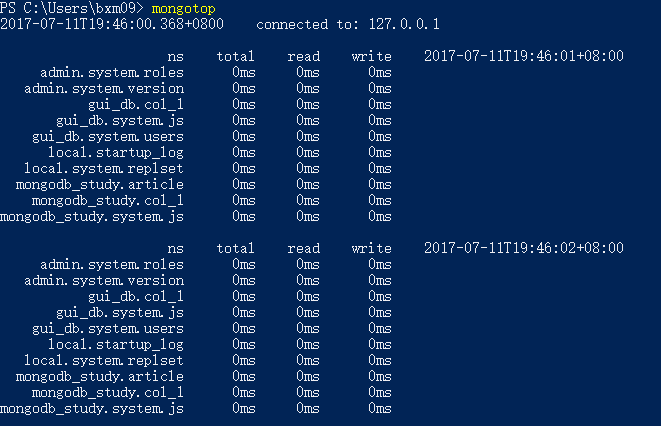 PS C:\Users\bxm09> mongotop
2017-07-11T19:46:00.368+0800    connected to: 127.0.0.1
ns    total    read    write    2017-07-11T19:46:01+08:00
admin.system.roles    0ms    0ms    0ms
admin.system.version    0ms    0ms    0ms
gui_db.col_1    0ms    0ms    0ms
gui_db.system.js    0ms    0ms    0ms
gui_db.system.users    0ms    0ms    0ms
local.startup_log    0ms    0ms    0ms
local.system.replset    0ms    0ms    0ms
mongodb_study.article    0ms    0ms    0ms
mongodb_study.col_1    0ms    0ms    0ms
mongodb_study.system.js    0ms    0ms    0ms
ns    total    read    write    2017-07-11T19:46:02+08:00
admin.system.roles    0ms    0ms    0ms
admin.system.version    0ms    0ms    0ms
gui_db.col_1    0ms    0ms    0ms
gui_db.system.js    0ms    0ms    0ms
gui_db.system.users    0ms    0ms    0ms
local.startup_log    0ms    0ms    0ms
local.system.replset    0ms    0ms    0ms
mongodb_study.article    0ms    0ms    0ms
mongodb_study.col_1    0ms    0ms    0ms
mongodb_study.system.js    0ms    0ms    0ms